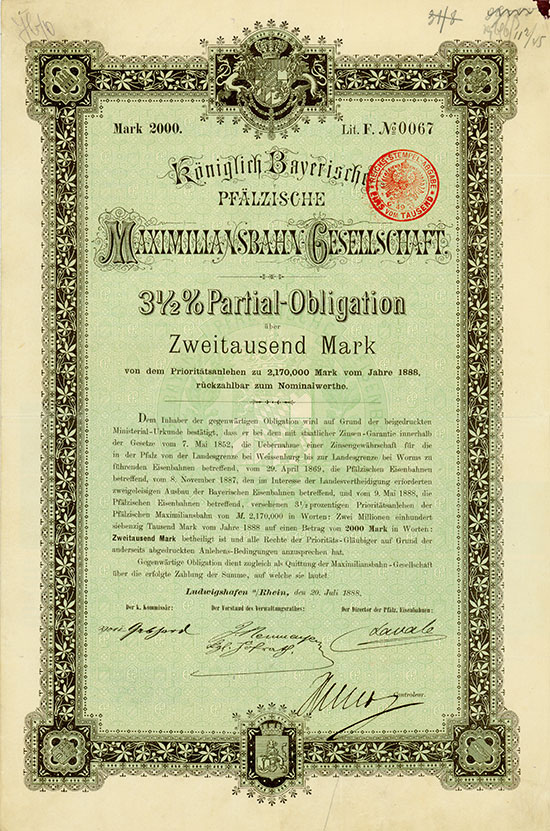 Mark 2000.
Lit. F. № 0067
Königlich Bayerische
PFÄLZISCHE
MAXIMILIANSBAHN-GESELLSCHAFT.
REICHS-STEMPEL-ABGABE
EINS VOM TAUSEND
3½% Partial-Obligation
über
Zweitausend Mark
von dem Prioritätsanlehen zu 2,170,000 Mark vom Jahre 1888,
rückzahlbar zum Nominalwerthe.
Dem Inhaber der gegenwärtigen Obligation wird auf Grund der beigedruckten
Ministerial-Urkunde bestätigt, dass er bei dem mit staatlicher Zinsen-Garantie innerhalb
der Gesetze vom 7. Mai 1852, die Uebernahme einer Zinsengewährschaft für die
in der Pfalz von der Landesgrenze bei Weissenburg bis zur Landesgrenze bei Worms zu
führenden Eisenbahnen betreffend, vom 29. April 1869, die Pfälzischen Eisenbahnen
betreffend, vom 8. November 1887, den im Interesse der Landesvertheidigung erforderten
zweigeleisigen Ausbau der Bayerischen Eisenbahnen betreffend, und vom 9. Mai 1888, die
Pfälzischen Eisenbahnen betreffend, versehenen 3½ prozentigen Prioritätsanlehen der
Pfälzischen Maximiliansbahn von M. 2,170,000 in Worten: Zwei Millionen einhundert
siebenzig Tausend Mark vom Jahre 1888 auf einen Betrag von 2000 Mark in Worten:
Zweitausend Mark betheiligt ist und alle Rechte der Prioritäts-Gläubiger auf Grund der
anderseits abgedruckten Anlehens-Bedingungen anzusprechen hat.
Gegenwärtige Obligation dient zugleich als Quittung der Maximiliansbahn-Gesellschaft
über die erfolgte Zahlung der Summe, auf welche sie lautet.
Ludwigshafen a/Rhein, den 20. Juli 1888.
Der k. Kommissär:
Der Vorstand des Verwaltungsrathes:
Der Director der Pfälz. Eisenbahnen:
Lavale
Controleur.